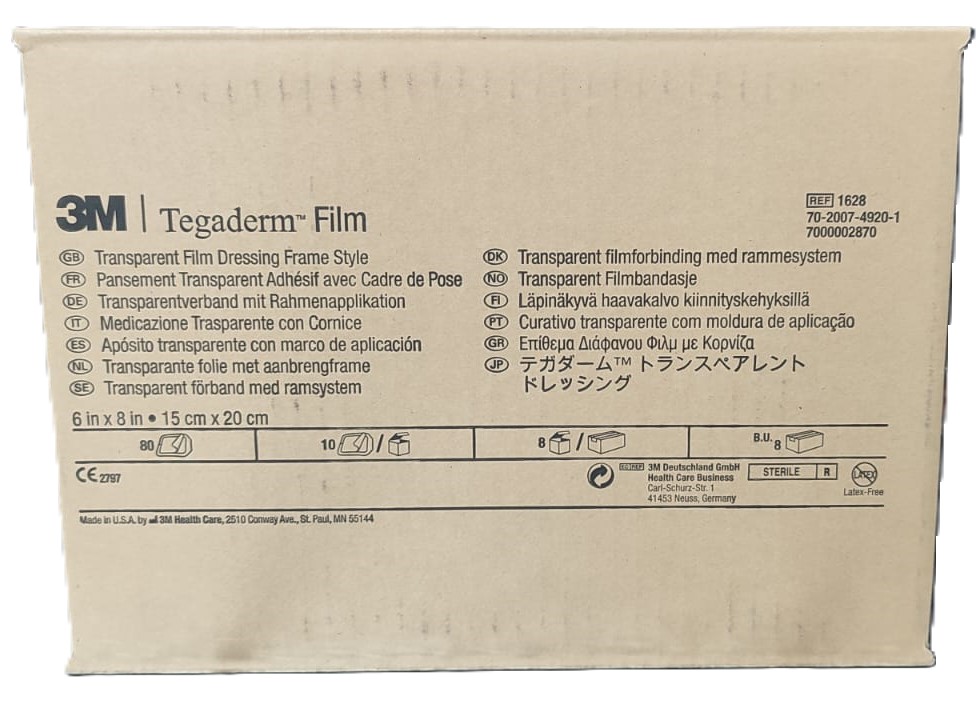 3M | Tegaderm™ Film
REF 1628
70-2007-4920-1
7000002870
GB Transparent Film Dressing Frame Style
FR Pansement Transparent Adhésif avec Cadre de Pose
DE Transparentverband mit Rahmenapplikation
IT Medicazione Trasparente con Cornice
ES Apósito transparente con marco de aplicación
NL Transparante folie met aanbrengframe
SE Transparent förband med ramsystem
DK Transparent filmforbinding med rammesystem
NO Transparent Filmbandasje
FI Läpinäkyvä haavakalvo kiinnityskehyksillä
PT Curativo transparente com moldura de aplicação
GR Επίθεμα Διάφανου Φιλμ με Κορνίζα
JP テガダーム™ トランスペアレント
ドレッシング
6 in x 8 in • 15 cm x 20 cm
80
10 /
8 /
B.U. 8
CE 2797
EC REP 3M Deutschland GmbH
Health Care Business
Carl-Schurz-Str. 1
41453 Neuss, Germany
STERILE R
LATEX
Latex-Free
Made in U.S.A. by 3M Health Care, 2510 Conway Ave., St. Paul, MN 55144